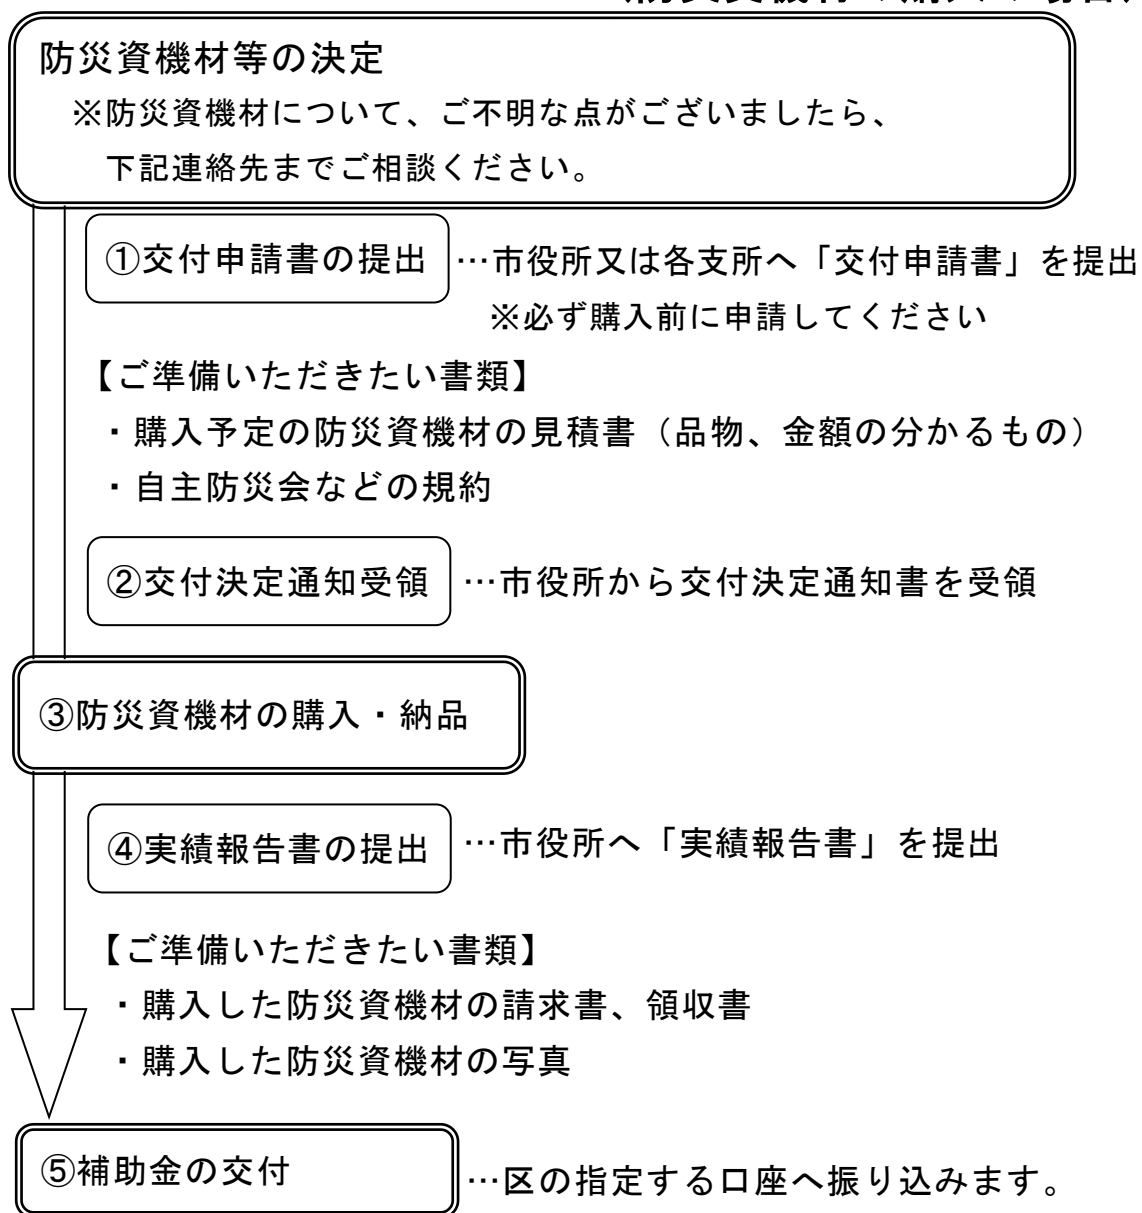 防災資機材等の決定
※防災資機材について、ご不明な点がございましたら、
下記連絡先までご相談ください。
①交付申請書の提出 …市役所又は各支所へ「交付申請書」を提出
※必ず購入前に申請してください
【ご準備いただきたい書類】
・購入予定の防災資機材の見積書（品物、金額の分かるもの）
・自主防災会などの規約
②交付決定通知受領 …市役所から交付決定通知書を受領
③防災資機材の購入・納品
④実績報告書の提出 …市役所へ「実績報告書」を提出
【ご準備いただきたい書類】
・購入した防災資機材の請求書、領収書
・購入した防災資機材の写真
⑤補助金の交付 …区の指定する口座へ振り込みます。